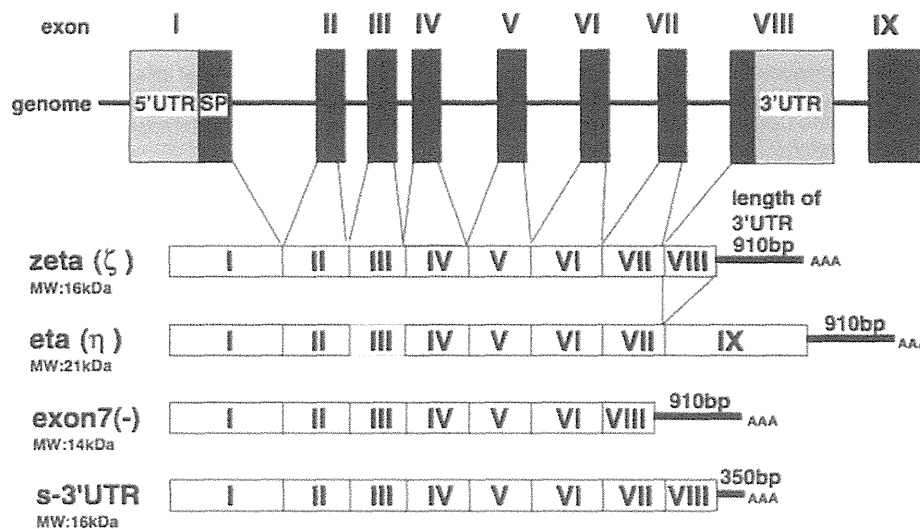 exon I II III IV V VI VII VIII IX
genome 5'UTR SP 3'UTR
length of
3'UTR
zeta (ζ) I II III IV V VI VII VIII 910bp AAA
MW:16kDa
eta (η) I II III IV V VI VII IX 910bp AAA
MW:21kDa
exon7(-) I II III IV V VI VIII 910bp AAA
MW:14kDa
s-3'UTR I II III IV V VI VII VIII 350bp AAA
MW:16kDa